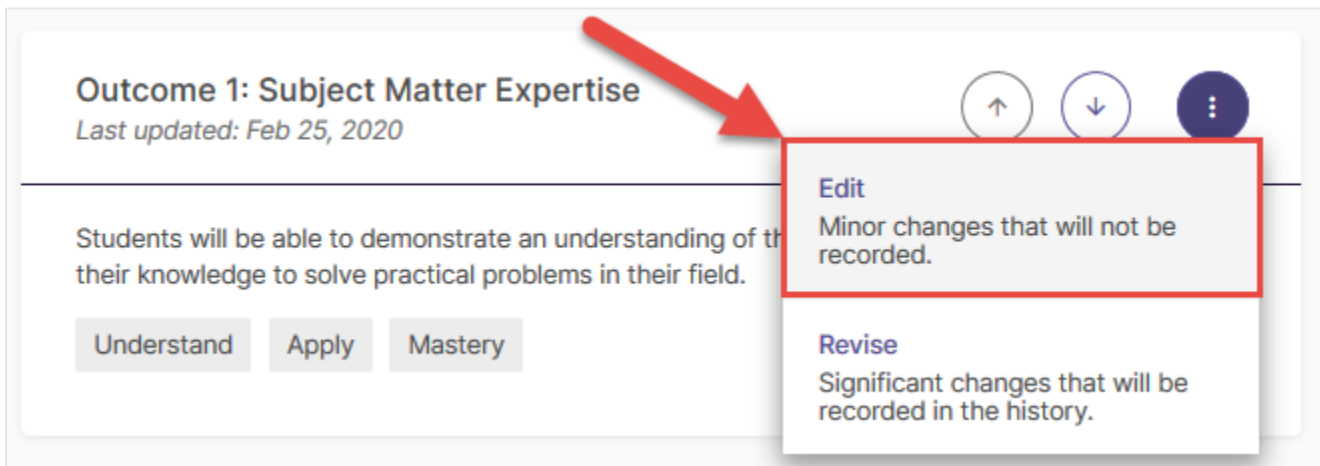 Outcome 1: Subject Matter Expertise
Last updated: Feb 25, 2020
Students will be able to demonstrate an understanding of
their knowledge to solve practical problems in their field.
Understand Apply Mastery
Edit
Minor changes that will not be
recorded.
Revise
Significant changes that will be
recorded in the history.